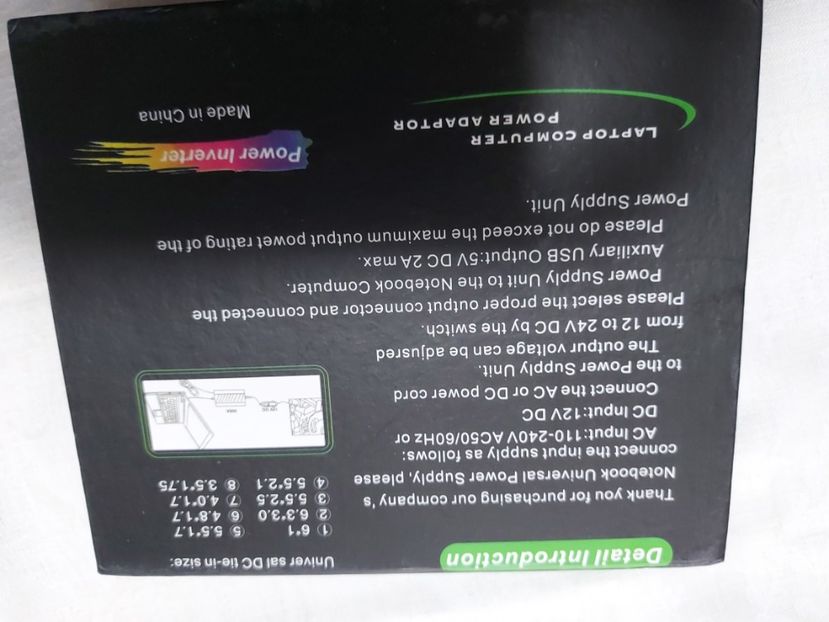 Detail Introduction
Thank you for purchasing our company's
Notebook Universal Power Supply, please
connect the input supply as follows:
AC Input:110-240V AC50/60Hz or
DC Input:12V DC
Connect the AC or DC power cord
to the Power Supply Unit.
The outpur voltage can be adjusred
from 12 to 24V DC by the switch.
Please select the proper output connector and connected the
Power Supply Unit to the Notebook Computer.
Auxiliary USB Output:5V DC 2A max.
Please do not exceed the maximum output powet rating of the
Power Supply Unit.
Univer sal DC tie-in size:
① 6*1 ⑤ 5.5*1.7
② 6.3*3.0 ⑥ 4.8*1.7
③ 5.5*2.5 ⑦ 4.0*1.7
④ 5.5*2.1 ⑧ 3.5*1.75
LAPTOP COMPUTER
POWER ADAPTOR
Power Inverter
Made in China